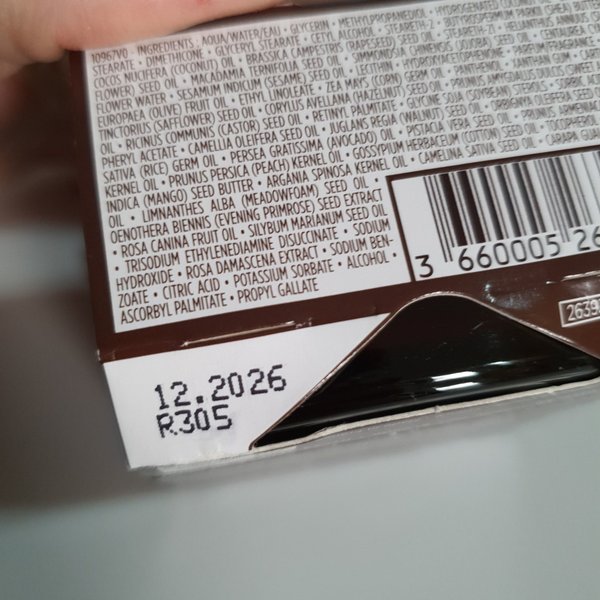 10967V0 • INGREDIENTS : AQUA/WATER/EAU • GLYCERIN • METHYLPROPANEDIOL • HYDROGENATED
STEARATE • DIMETHICONE • GLYCERYL STEARATE • CETYL ALCOHOL •
COCOS NUCIFERA (COCONUT) OIL • BRASSICA CAMPESTRIS (RAPESEED) SEED OIL •
FLOWER) SEED OIL • MACADAMIA TERNIFOLIA SEED OIL • SIMMONDSIA CHINENSIS (JOJOBA) SEED OIL •
FLOWER WATER • SESAMUM INDICUM (SESAME) SEED OIL •
EUROPAEA (OLIVE) FRUIT OIL • ETHYL LINOLEATE • ZEA MAYS (CORN) GERM OIL •
TINCTORIUS (SAFFLOWER) SEED OIL • CORYLUS AVELLANA (HAZELNUT) SEED OIL • PRUNUS AMYGDALUS
OIL • RICINUS COMMUNIS (CASTOR) SEED OIL • RETINYL PALMITATE • GLYCINE SOJA (SOYBEAN) STEROLS •
PHERYL ACETATE • CAMELLIA OLEIFERA SEED OIL • JUGLANS REGIA (WALNUT) SEED OIL •
SATIVA (RICE) GERM OIL • PERSEA GRATISSIMA (AVOCADO) OIL • PISTACIA VERA SEED OIL • PRUNUS
KERNEL OIL • PRUNUS PERSICA (PEACH) KERNEL OIL • GOSSYPIUM HERBACEUM (COTTON) SEED OIL •
INDICA (MANGO) SEED BUTTER • ARGANIA SPINOSA KERNEL OIL • CAMELINA SATIVA SEED OIL • CARAPA
OIL • LIMNANTHES ALBA (MEADOWFOAM) SEED OIL •
OENOTHERA BIENNIS (EVENING PRIMROSE) SEED EXTRACT
• ROSA CANINA FRUIT OIL • SILYBUM MARIANUM SEED OIL
• TRISODIUM ETHYLENEDIAMINE DISUCCINATE • SODIUM
HYDROXIDE • ROSA DAMASCENA EXTRACT • SODIUM BEN-
ZOATE • CITRIC ACID • POTASSIUM SORBATE • ALCOHOL •
ASCORBYL PALMITATE • PROPYL GALLATE
3 660005 26
2639
12.2026
R305